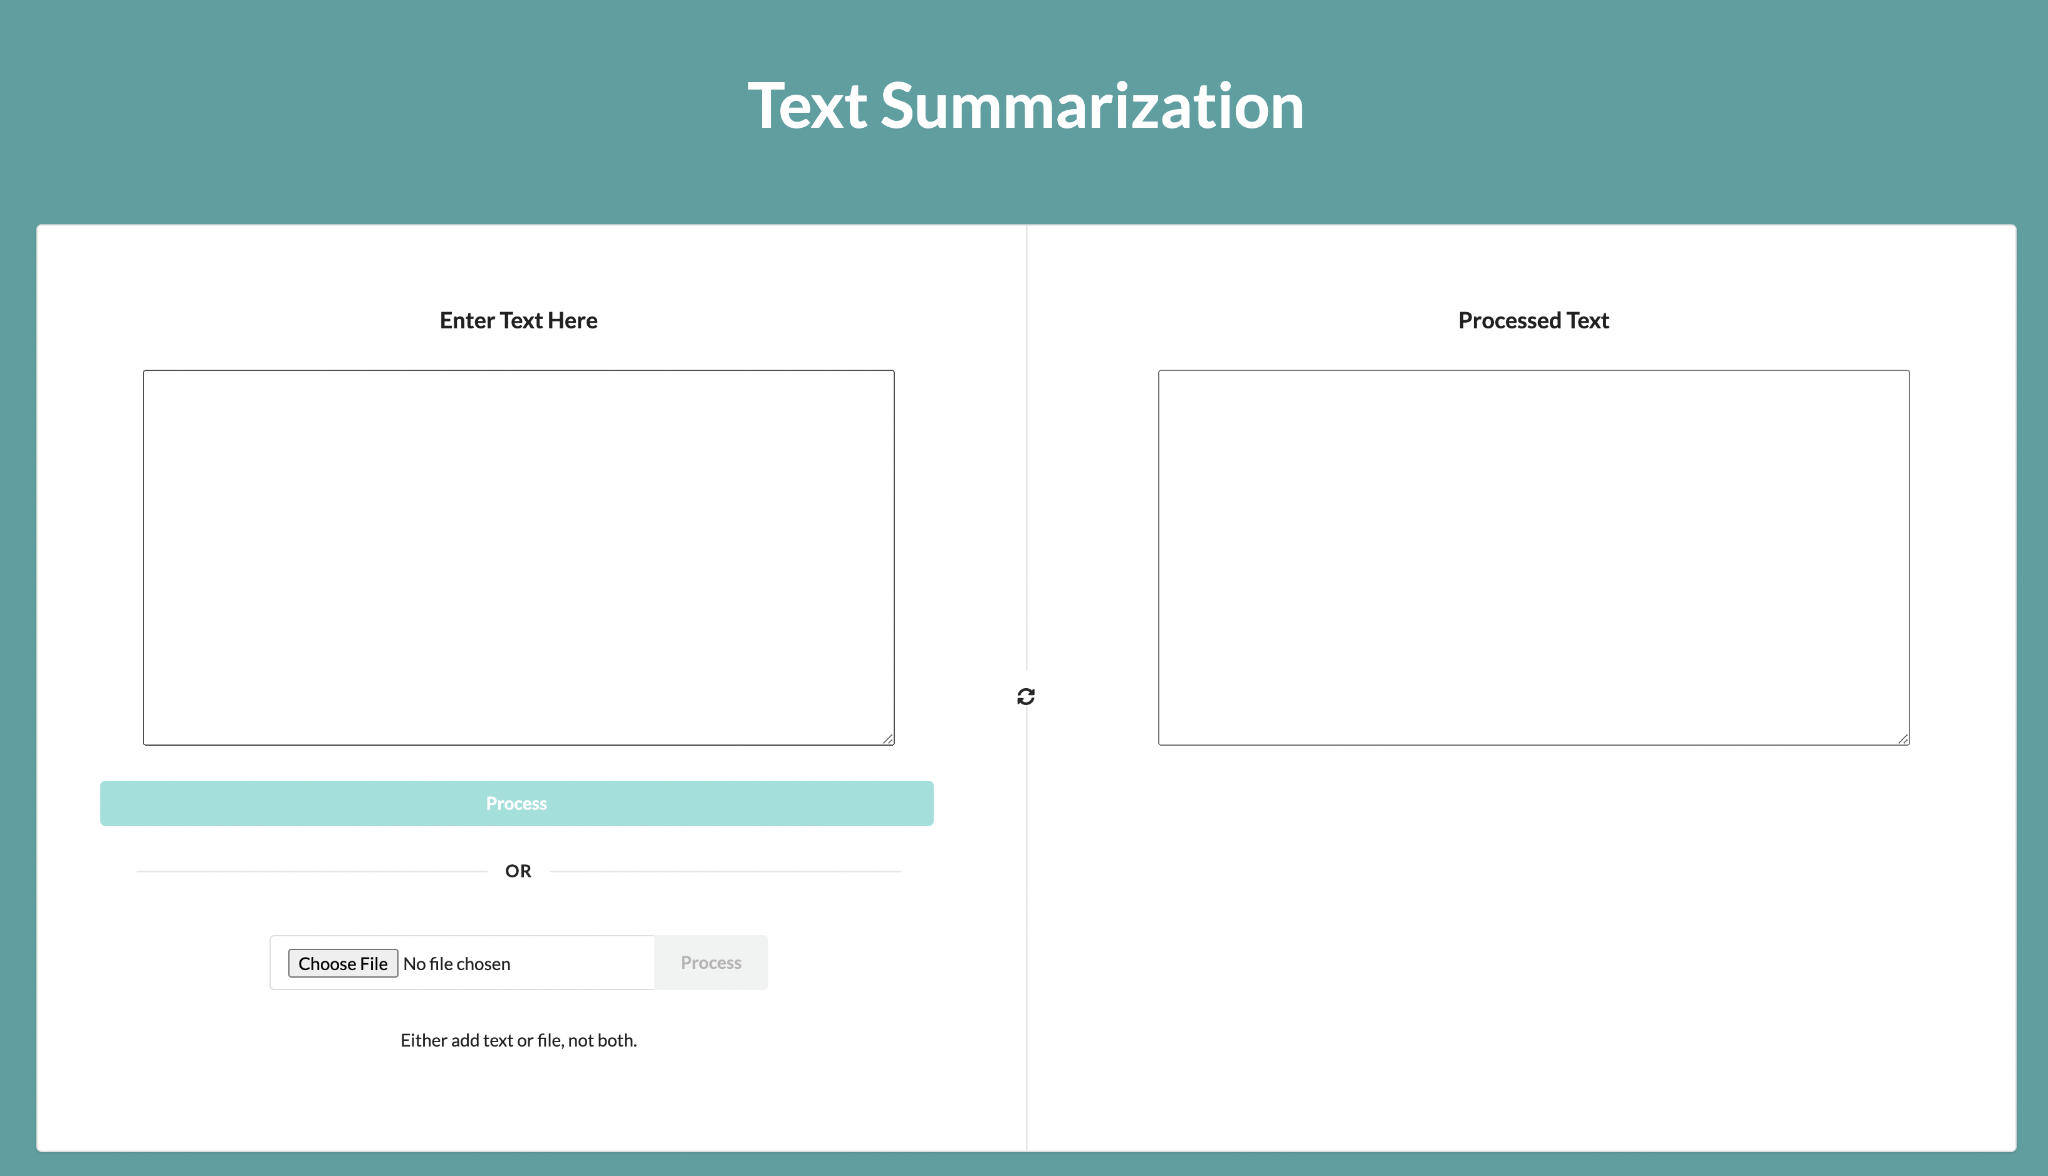 Text Summarization
Enter Text Here
Process
OR
Choose File No file chosen Process
Either add text or file, not both.
Processed Text